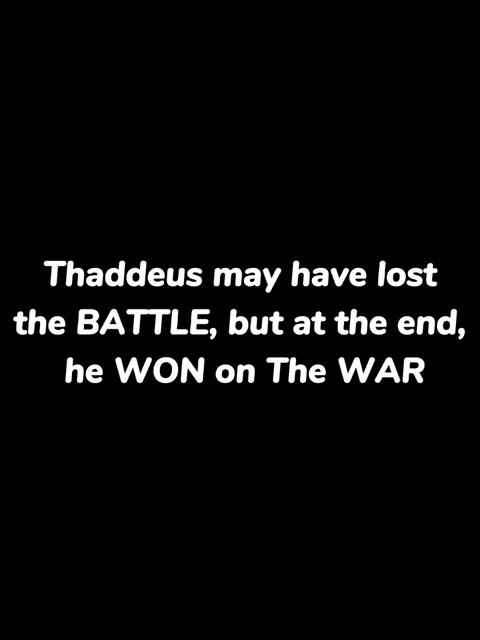 Thaddeus may have lost
the BATTLE, but at the end,
he WON on The WAR